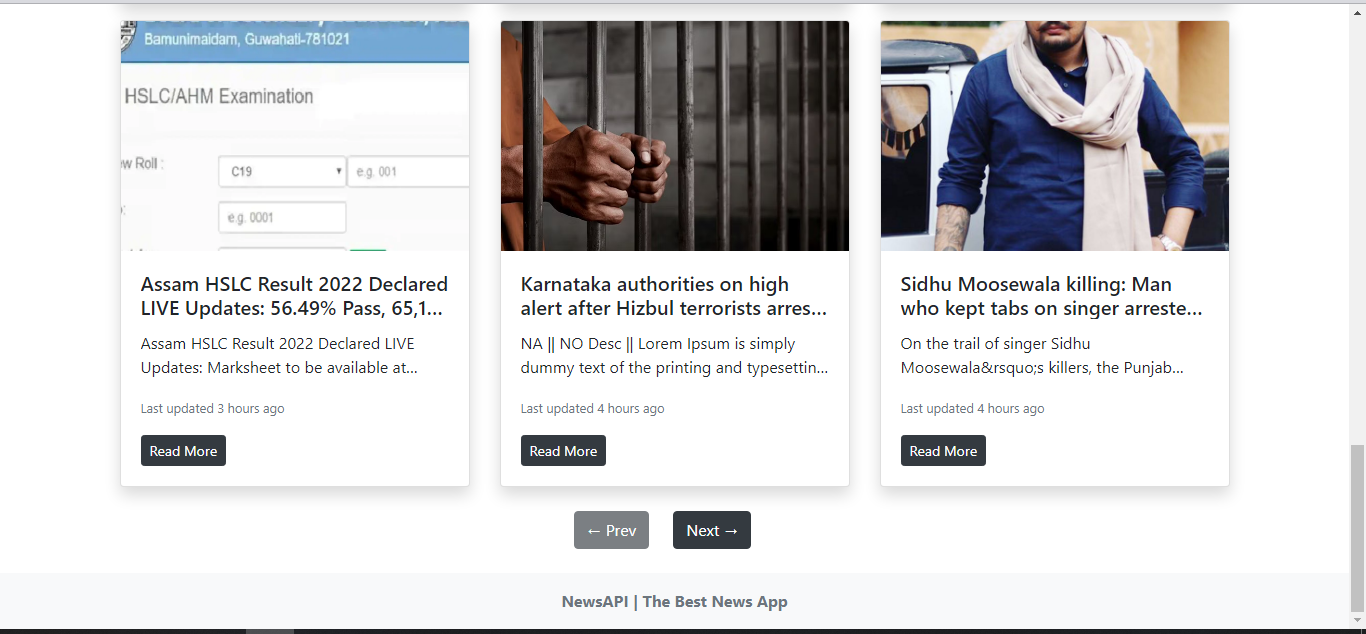 Bamunimaidam, Guwahati-781021
HSLC/AHM Examination
w Roll :
C19
e.g. 001
e.g. 0001
Assam HSLC Result 2022 Declared
LIVE Updates: 56.49% Pass, 65,1...
Assam HSLC Result 2022 Declared LIVE
Updates: Marksheet to be available at...
Last updated 3 hours ago
Read More
Karnataka authorities on high
alert after Hizbul terrorists arres...
NA || NO Desc || Lorem Ipsum is simply
dummy text of the printing and typesettin...
Last updated 4 hours ago
Read More
Sidhu Moosewala killing: Man
who kept tabs on singer arreste...
On the trail of singer Sidhu
Moosewala&rsquo;s killers, the Punjab...
Last updated 4 hours ago
Read More
← Prev
Next →
NewsAPI | The Best News App